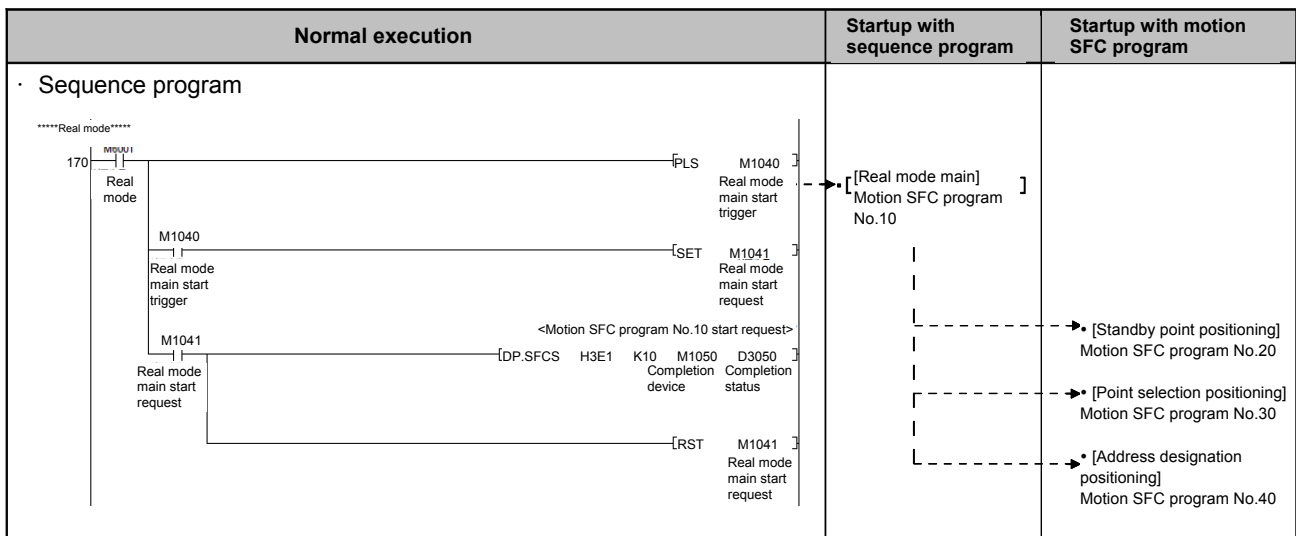 Normal execution
Startup with
sequence program
Startup with motion
SFC program
· Sequence program
*****Real mode*****
170
M6001
Real
mode
PLS M1040
Real mode
main start
trigger
M1040
Real mode
main start
trigger
SET M1041
Real mode
main start
request
<Motion SFC program No.10 start request>
M1041
Real mode
main start
request
DP.SFCS H3E1 K10 M1050 D3050
Completion Completion
device status
RST M1041
Real mode
main start
request
[Real mode main]
Motion SFC program
No.10
• [Standby point positioning]
Motion SFC program No.20
• [Point selection positioning]
Motion SFC program No.30
• [Address designation
positioning]
Motion SFC program No.40